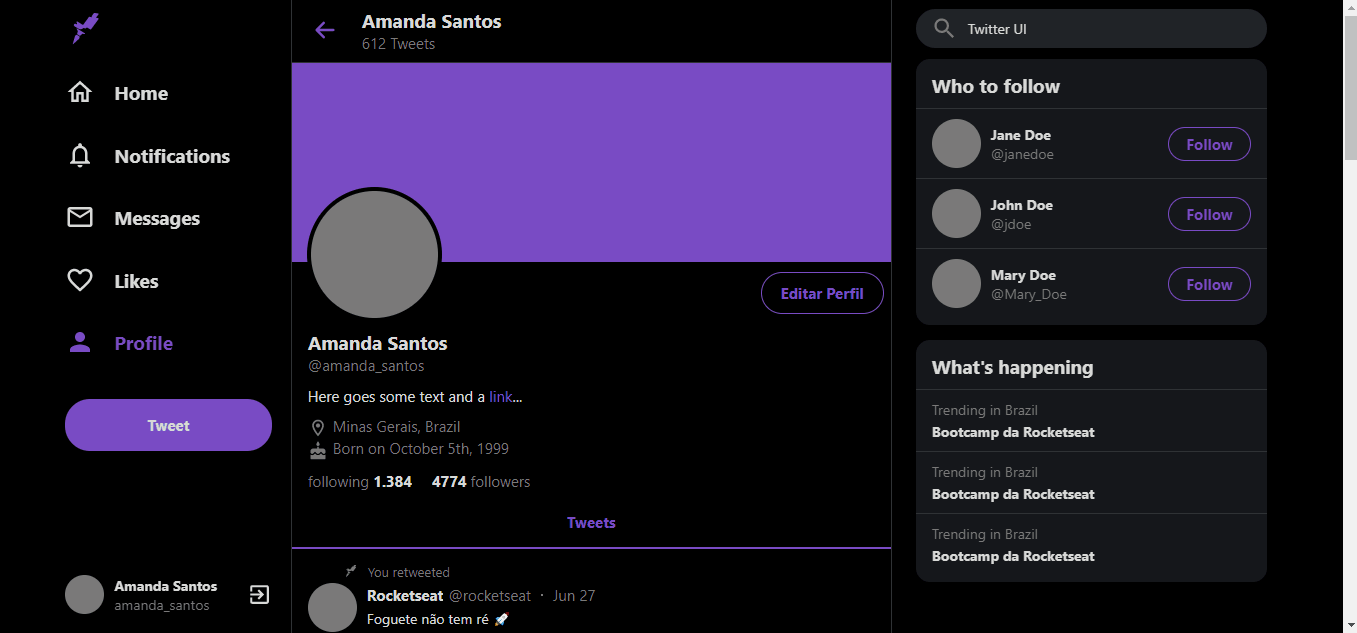 Home
Notifications
Messages
Likes
Profile
Tweet
Amanda Santos
amanda_santos
Amanda Santos
612 Tweets
Editar Perfil
Amanda Santos
@amanda_santos
Here goes some text and a link...
Minas Gerais, Brazil
Born on October 5th, 1999
following 1.384 4774 followers
Tweets
You retweeted
Rocketseat @rocketseat · Jun 27
Foguete não tem ré 🚀
Twitter UI
Who to follow
Jane Doe
@janedoe
Follow
John Doe
@jdoe
Follow
Mary Doe
@Mary_Doe
Follow
What's happening
Trending in Brazil
Bootcamp da Rocketseat
Trending in Brazil
Bootcamp da Rocketseat
Trending in Brazil
Bootcamp da Rocketseat